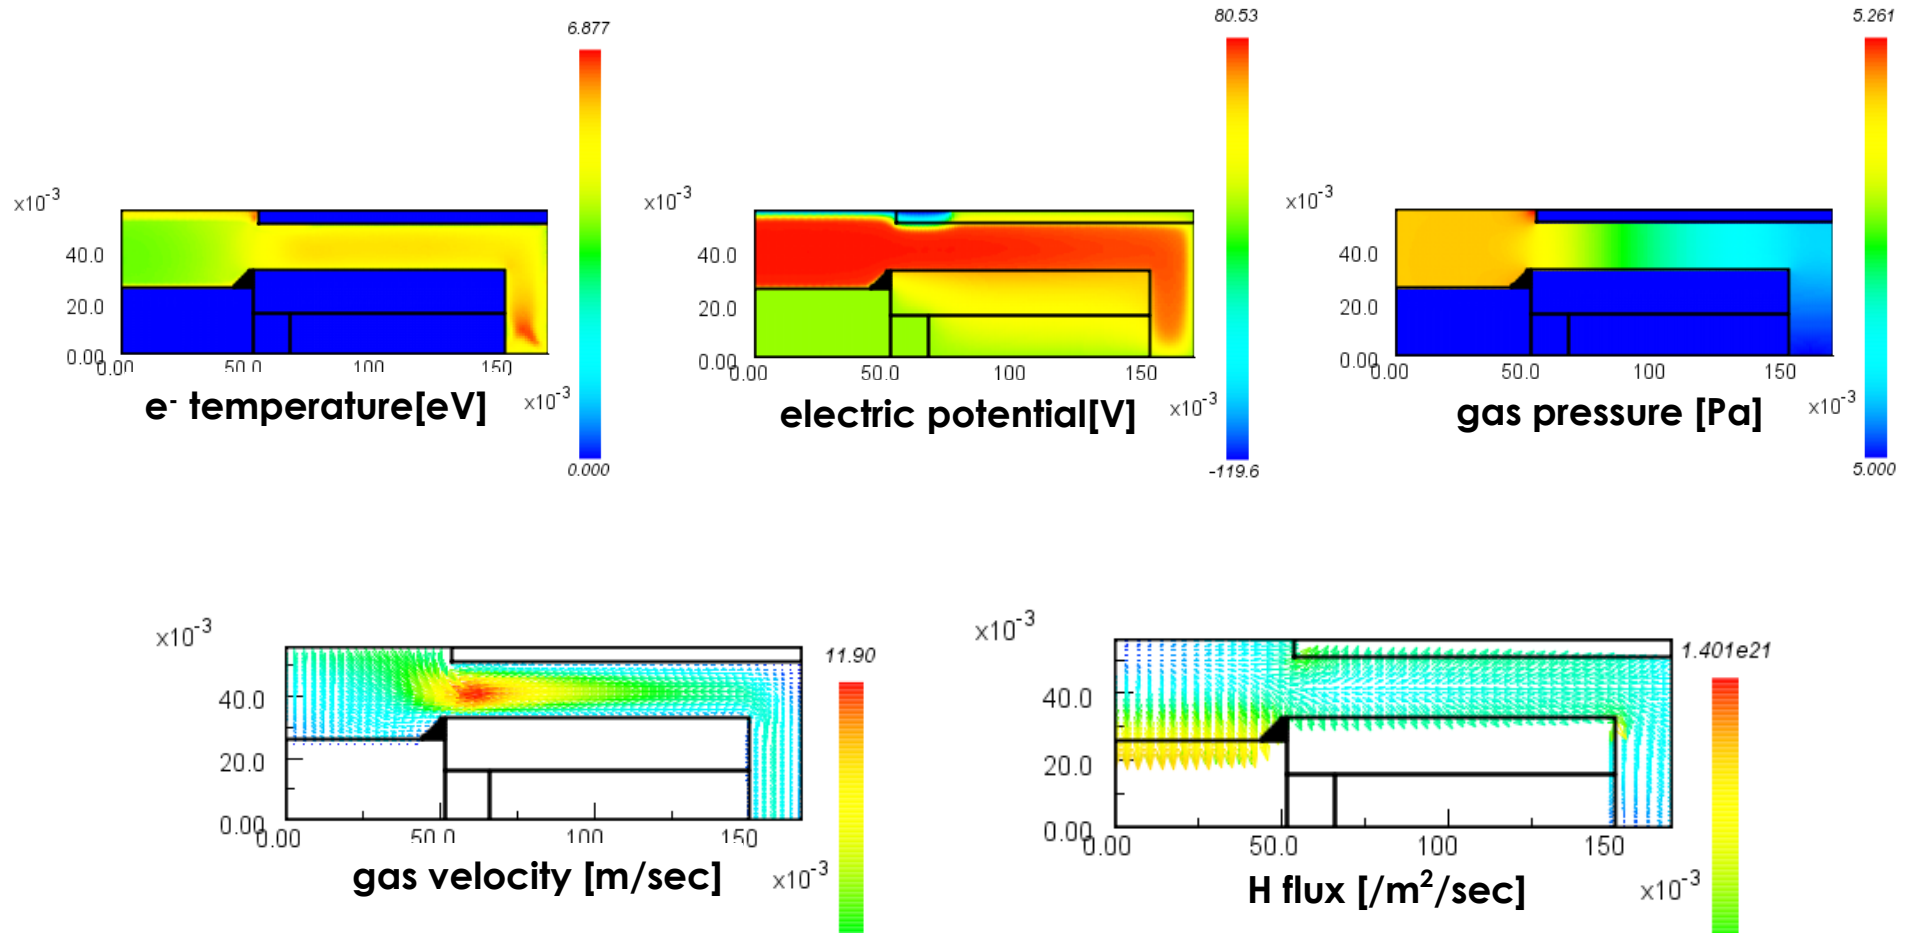 6.877
x10⁻³
40.0
20.0
0.00
0.00 50.0 100 150
x10⁻³
e⁻ temperature[eV]
0.000
80.53
x10⁻³
40.0
20.0
0.00
0.00 50.0 100 150
x10⁻³
electric potential[V]
-119.6
5.261
x10⁻³
40.0
20.0
0.00
0.00 50.0 100 150
x10⁻³
gas pressure [Pa]
5.000
x10⁻³
11.90
40.0
20.0
0.00
0.00 50.0 100 150
gas velocity [m/sec]
x10⁻³
x10⁻³
1.401e21
40.0
20.0
0.00
0.00 50.0 100 150
H flux [/m²/sec]
x10⁻³